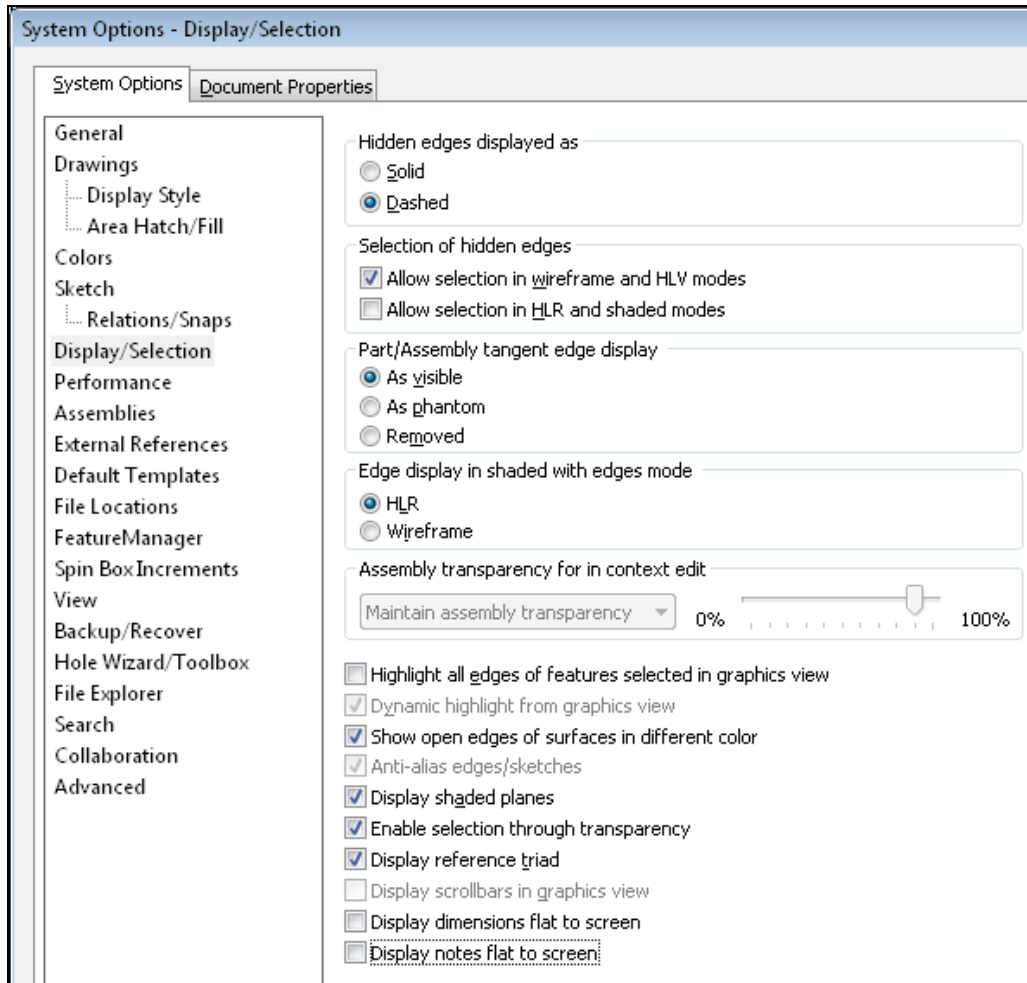 System Options - Display/Selection
System Options
Document Properties
General
Drawings
Display Style
Area Hatch/Fill
Colors
Sketch
Relations/Snaps
Display/Selection
Performance
Assemblies
External References
Default Templates
File Locations
FeatureManager
Spin Box Increments
View
Backup/Recover
Hole Wizard/Toolbox
File Explorer
Search
Collaboration
Advanced
Hidden edges displayed as
Solid
Dashed
Selection of hidden edges
Allow selection in wireframe and HLV modes
Allow selection in HLR and shaded modes
Part/Assembly tangent edge display
As visible
As phantom
Removed
Edge display in shaded with edges mode
HLR
Wireframe
Assembly transparency for in context edit
Maintain assembly transparency 0% 100%
Highlight all edges of features selected in graphics view
Dynamic highlight from graphics view
Show open edges of surfaces in different color
Anti-alias edges/sketches
Display shaded planes
Enable selection through transparency
Display reference triad
Display scrollbars in graphics view
Display dimensions flat to screen
Display notes flat to screen